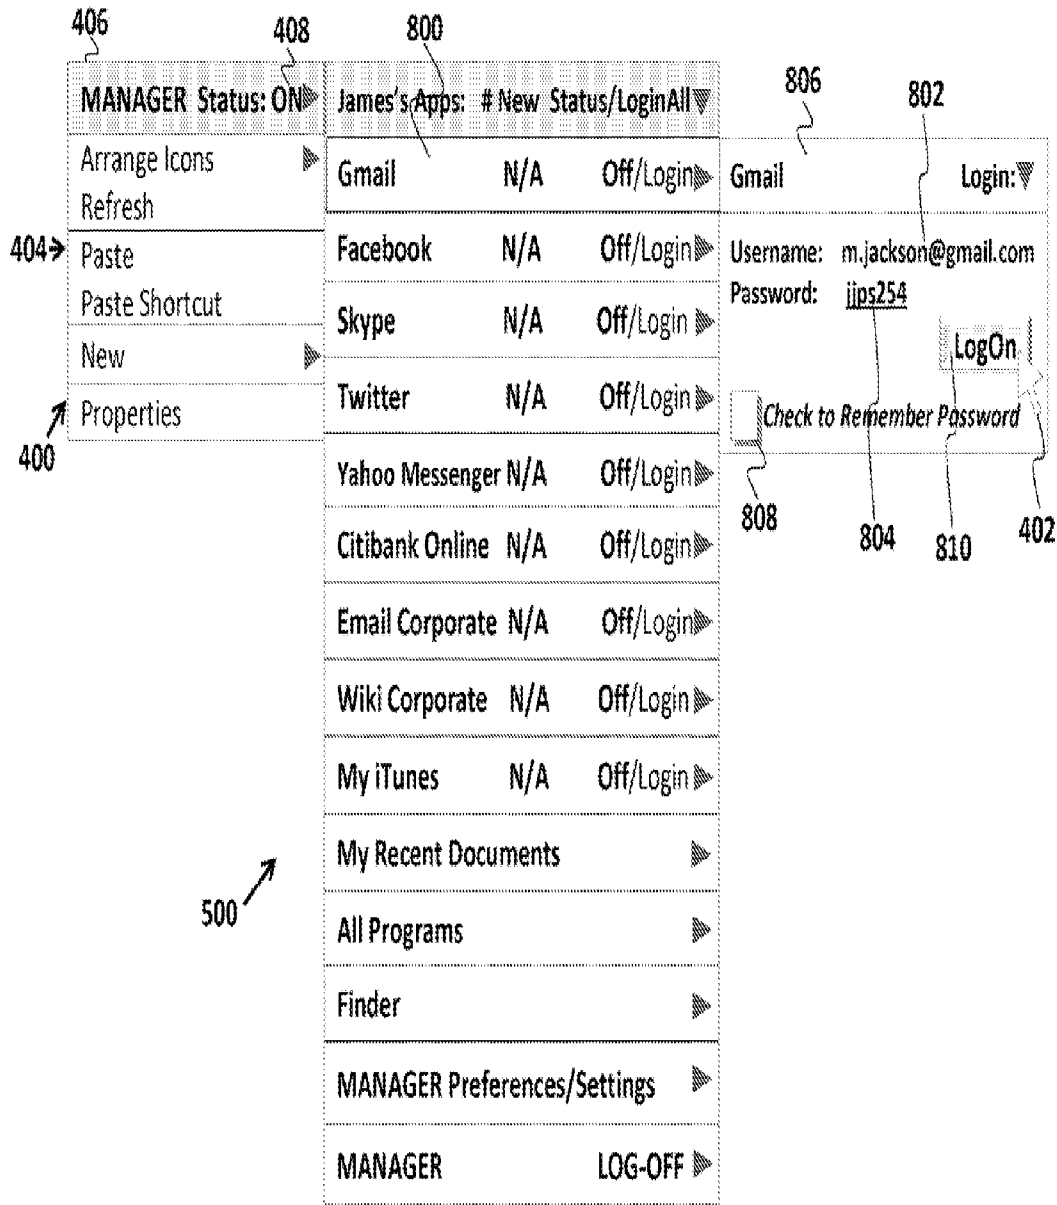 406
408
800
MANAGER Status: ON
James's Apps: # New Status/LoginAll
806
802
Arrange Icons
Refresh
Gmail N/A Off/Login
Gmail Login:
404
Paste
Paste Shortcut
Facebook N/A Off/Login
Username: m.jackson@gmail.com
Password: jjps254
Skype N/A Off/Login
LogOn
New
400
Properties
Twitter N/A Off/Login
Check to Remember Password
Yahoo Messenger N/A Off/Login
808
804
810
402
Citibank Online N/A Off/Login
Email Corporate N/A Off/Login
Wiki Corporate N/A Off/Login
My iTunes N/A Off/Login
My Recent Documents
500
All Programs
Finder
MANAGER Preferences/Settings
MANAGER LOG-OFF